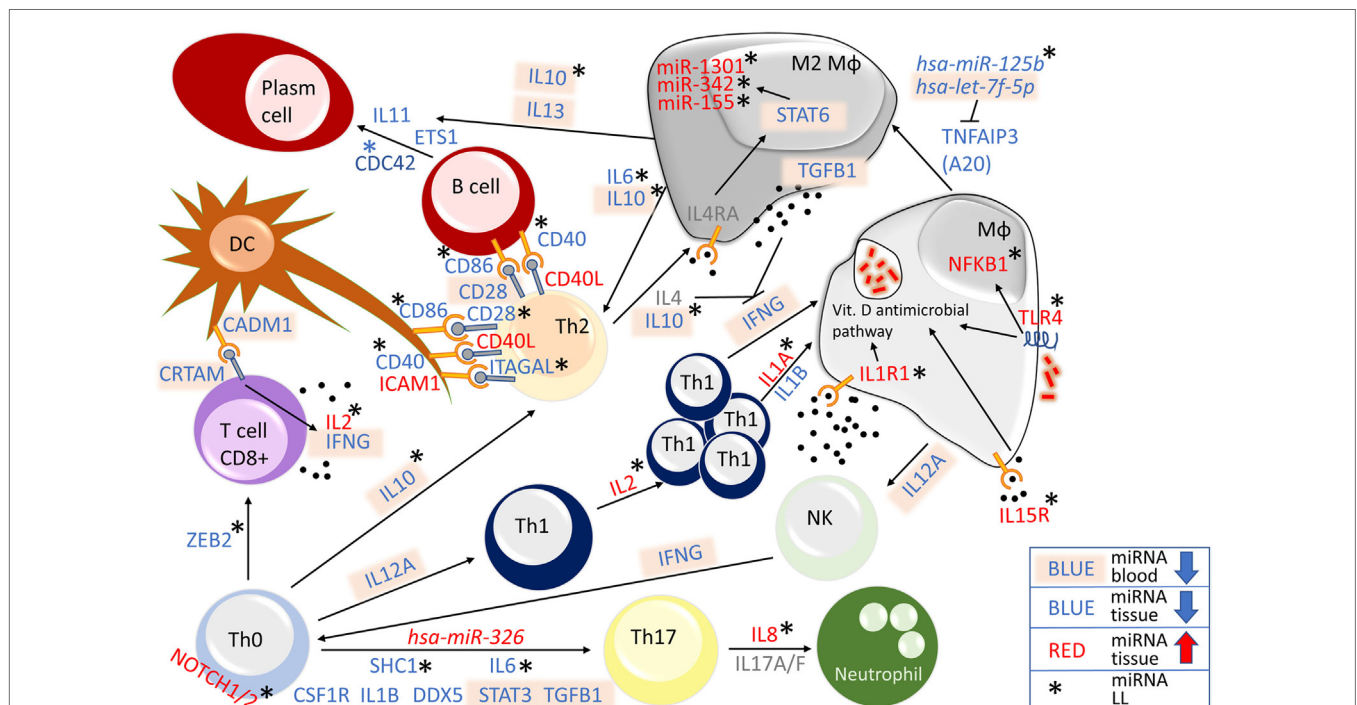 Plasm
cell
IL11
ETS1
*
CDC42
IL10*
IL13
miR-1301*
miR-342*
miR-155*
M2 Mϕ
STAT6
TGFB1
IL4RA
hsa-miR-125b*
hsa-let-7f-5p
TNFAIP3
(A20)
B cell
IL6*
IL10*
DC
*
CD40
*
CD86
CD28
CD40L
Th2
*
CD86
CD28*
CD40L
*
CD40
ICAM1
ITAGAL*
IL4
IL10*
IFNG
Mϕ
NFKB1*
Vit. D antimicrobial
pathway
TLR4*
IL1R1*
IL1A*
IL1B
CADM1
CRTAM
T cell
CD8+
IL2*
IFNG
Th1
Th1
Th1
Th1
IL12A
IL15R*
IL10*
IL2*
Th1
NK
ZEB2*
IL12A
IFNG
Th0
NOTCH1/2*
hsa-miR-326
SHC1*
IL6*
CSF1R IL1B DDX5 STAT3 TGFB1
Th17
IL8*
IL17A/F
Neutrophil
BLUE miRNA
blood
BLUE miRNA
tissue
RED miRNA
tissue
* miRNA
LL